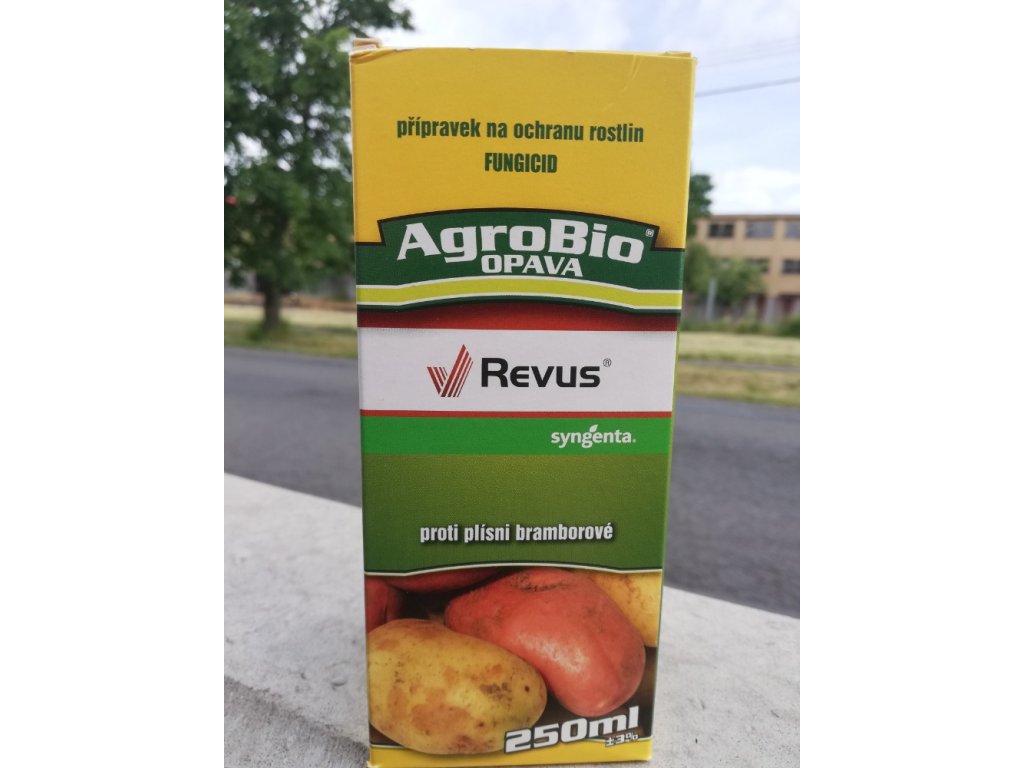 přípravek na ochranu rostlin
FUNGICID
AgroBio®
OPAVA
Revus®
syngenta.
proti plísni bramborové
250ml
±3%